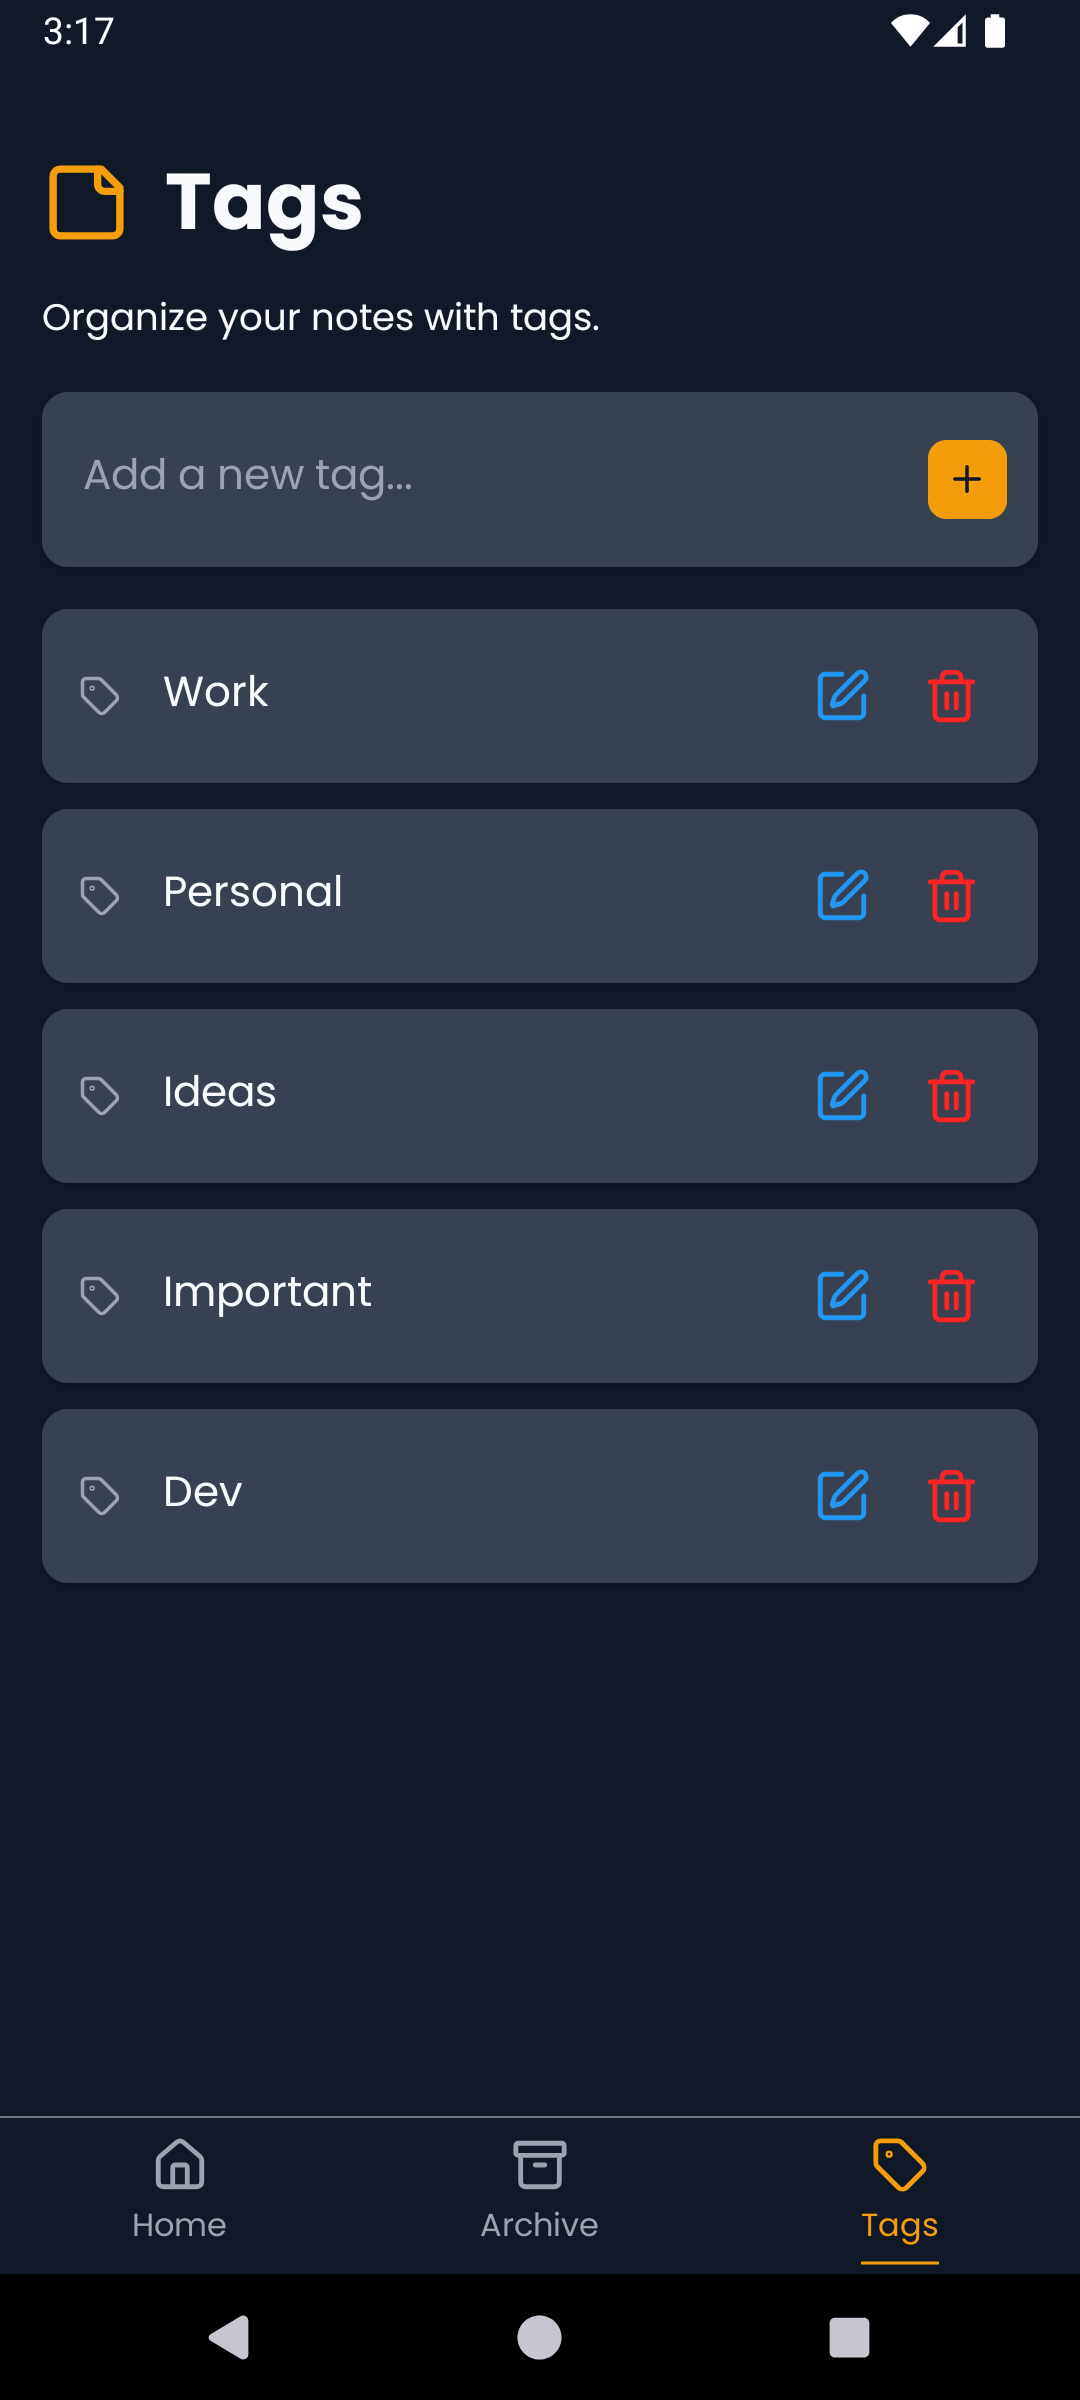 3:17
Tags
Organize your notes with tags.
Add a new tag...
Work
Personal
Ideas
Important
Dev
Home
Archive
Tags